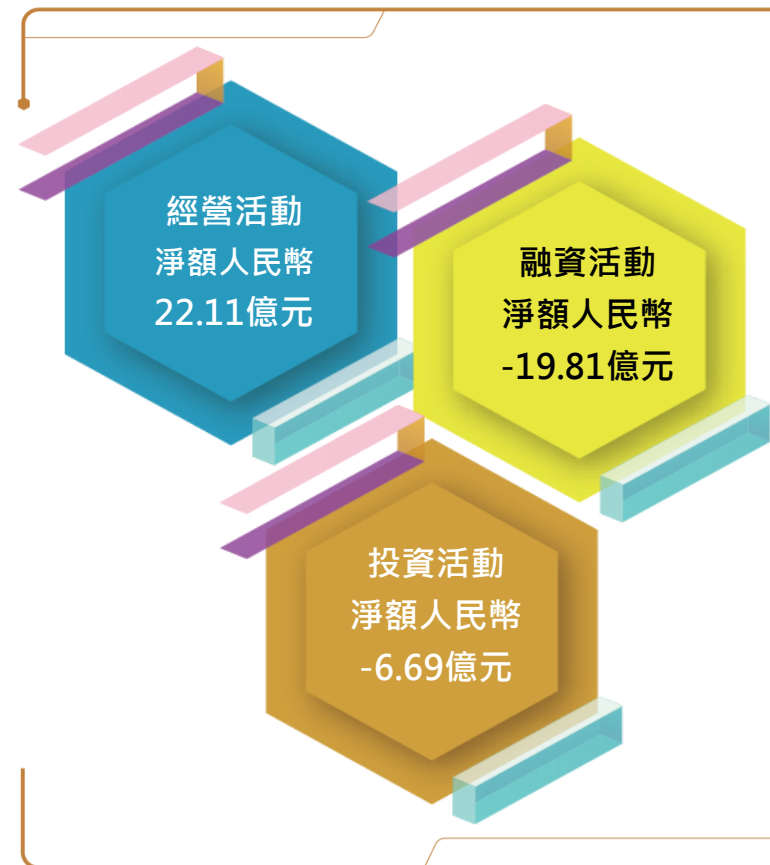 經營活動
淨額人民幣
22.11億元
融資活動
淨額人民幣
-19.81億元
投資活動
淨額人民幣
-6.69億元